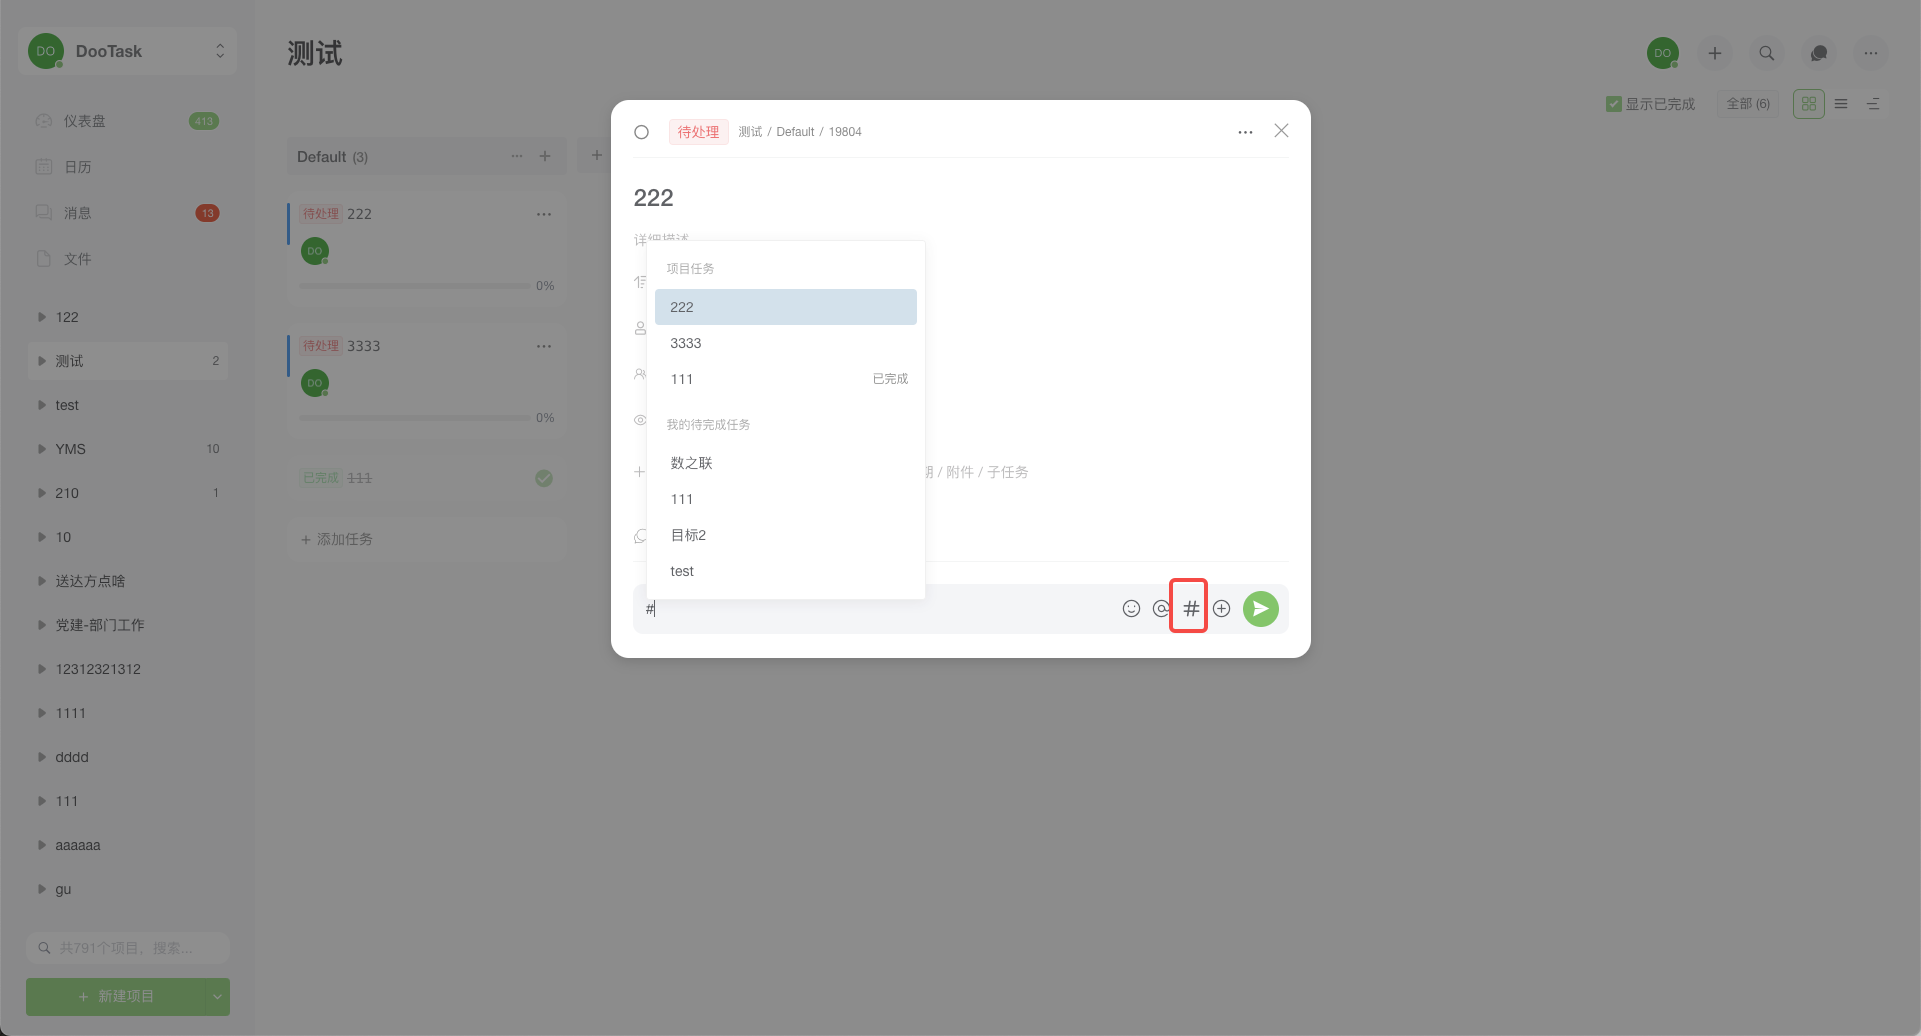 DO
DooTask
仪表盘
413
日历
消息
13
文件
122
测试
2
test
YMS
10
210
1
10
送达方点啥
党建-部门工作
12312321312
1111
dddd
111
aaaaaa
gu
共791个项目，搜索...
+ 新建项目
测试
DO
显示已完成
全部 (6)
Default (3)
待处理 222
DO
0%
待处理 3333
DO
0%
已完成 111
+ 添加任务
待处理
测试 / Default / 19804
222
详细描述
项目任务
222
3333
111
已完成
我的待完成任务
数之联
111
目标2
test
/ 附件 / 子任务
#